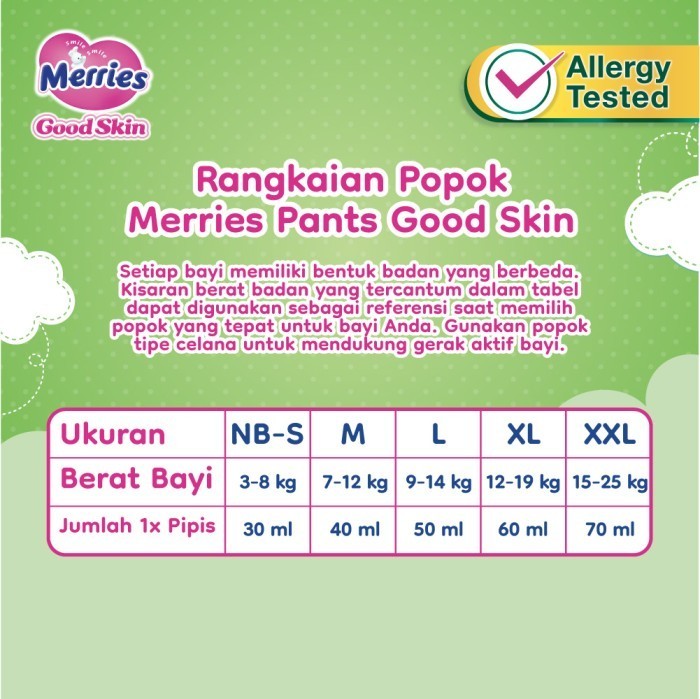 Smile Smile
Merries
Good Skin
Allergy
Tested
Rangkaian Popok
Merries Pants Good Skin
Setiap bayi memiliki bentuk badan yang berbeda.
Kisaran berat badan yang tercantum dalam tabel
dapat digunakan sebagai referensi saat memilih
popok yang tepat untuk bayi Anda. Gunakan popok
tipe celana untuk mendukung gerak aktif bayi.
Ukuran NB-S M L XL XXL
Berat Bayi 3-8 kg 7-12 kg 9-14 kg 12-19 kg 15-25 kg
Jumlah 1x Pipis 30 ml 40 ml 50 ml 60 ml 70 ml